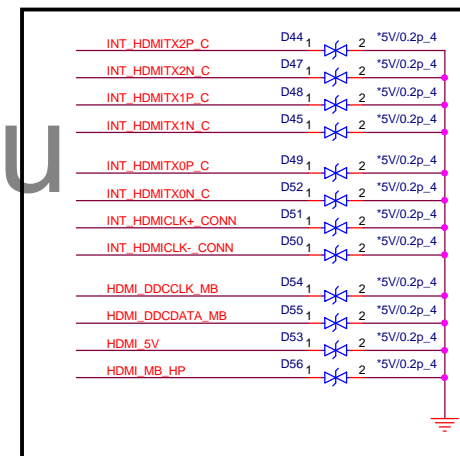 INT_HDMITX2P_C D44 1 2 *5V/0.2p_4
INT_HDMITX2N_C D47 1 2 *5V/0.2p_4
INT_HDMITX1P_C D48 1 2 *5V/0.2p_4
INT_HDMITX1N_C D45 1 2 *5V/0.2p_4
u
INT_HDMITX0P_C D49 1 2 *5V/0.2p_4
INT_HDMITX0N_C D52 1 2 *5V/0.2p_4
INT_HDMICLK+_CONN D51 1 2 *5V/0.2p_4
INT_HDMICLK-_CONN D50 1 2 *5V/0.2p_4
HDMI_DDCCLK_MB D54 1 2 *5V/0.2p_4
HDMI_DDCDATA_MB D55 1 2 *5V/0.2p_4
HDMI_5V D53 1 2 *5V/0.2p_4
HDMI_MB_HP D56 1 2 *5V/0.2p_4